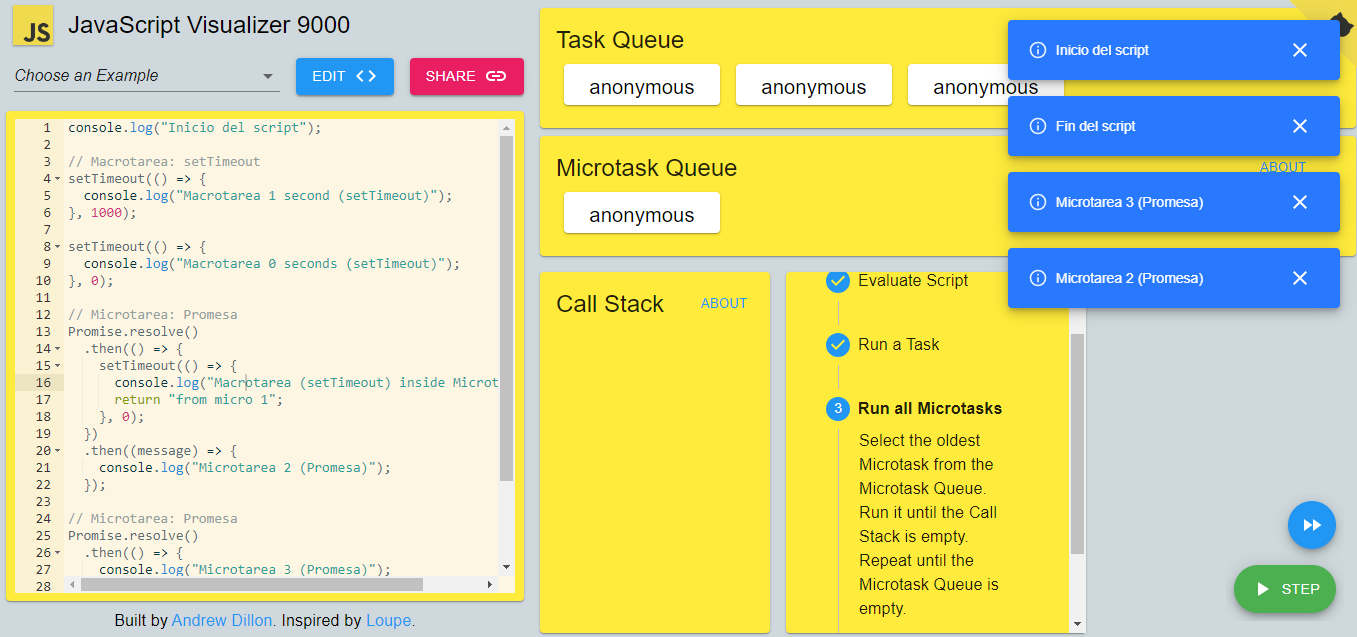 JS JavaScript Visualizer 9000
Choose an Example
EDIT
SHARE
1 console.log("Inicio del script");
2
3 // Macrotarea: setTimeout
4 setTimeout(() => {
5 console.log("Macrotarea 1 second (setTimeout)");
6 }, 1000);
7
8 setTimeout(() => {
9 console.log("Macrotarea 0 seconds (setTimeout)");
10 }, 0);
11
12 // Microtarea: Promesa
13 Promise.resolve()
14 .then(() => {
15 setTimeout(() => {
16 console.log("Macrotarea (setTimeout) inside Microt
17 return "from micro 1";
18 }, 0);
19 })
20 .then((message) => {
21 console.log("Microtarea 2 (Promesa)");
22 });
23
24 // Microtarea: Promesa
25 Promise.resolve()
26 .then(() => {
27 console.log("Microtarea 3 (Promesa)");
28
Built by Andrew Dillon. Inspired by Loupe.
Task Queue
anonymous
anonymous
anonymous
Microtask Queue
ABOUT
anonymous
Call Stack
ABOUT
Evaluate Script
Run a Task
3 Run all Microtasks
Select the oldest
Microtask from the
Microtask Queue.
Run it until the Call
Stack is empty.
Repeat until the
Microtask Queue is
empty.
Inicio del script
Fin del script
Microtarea 3 (Promesa)
Microtarea 2 (Promesa)
STEP